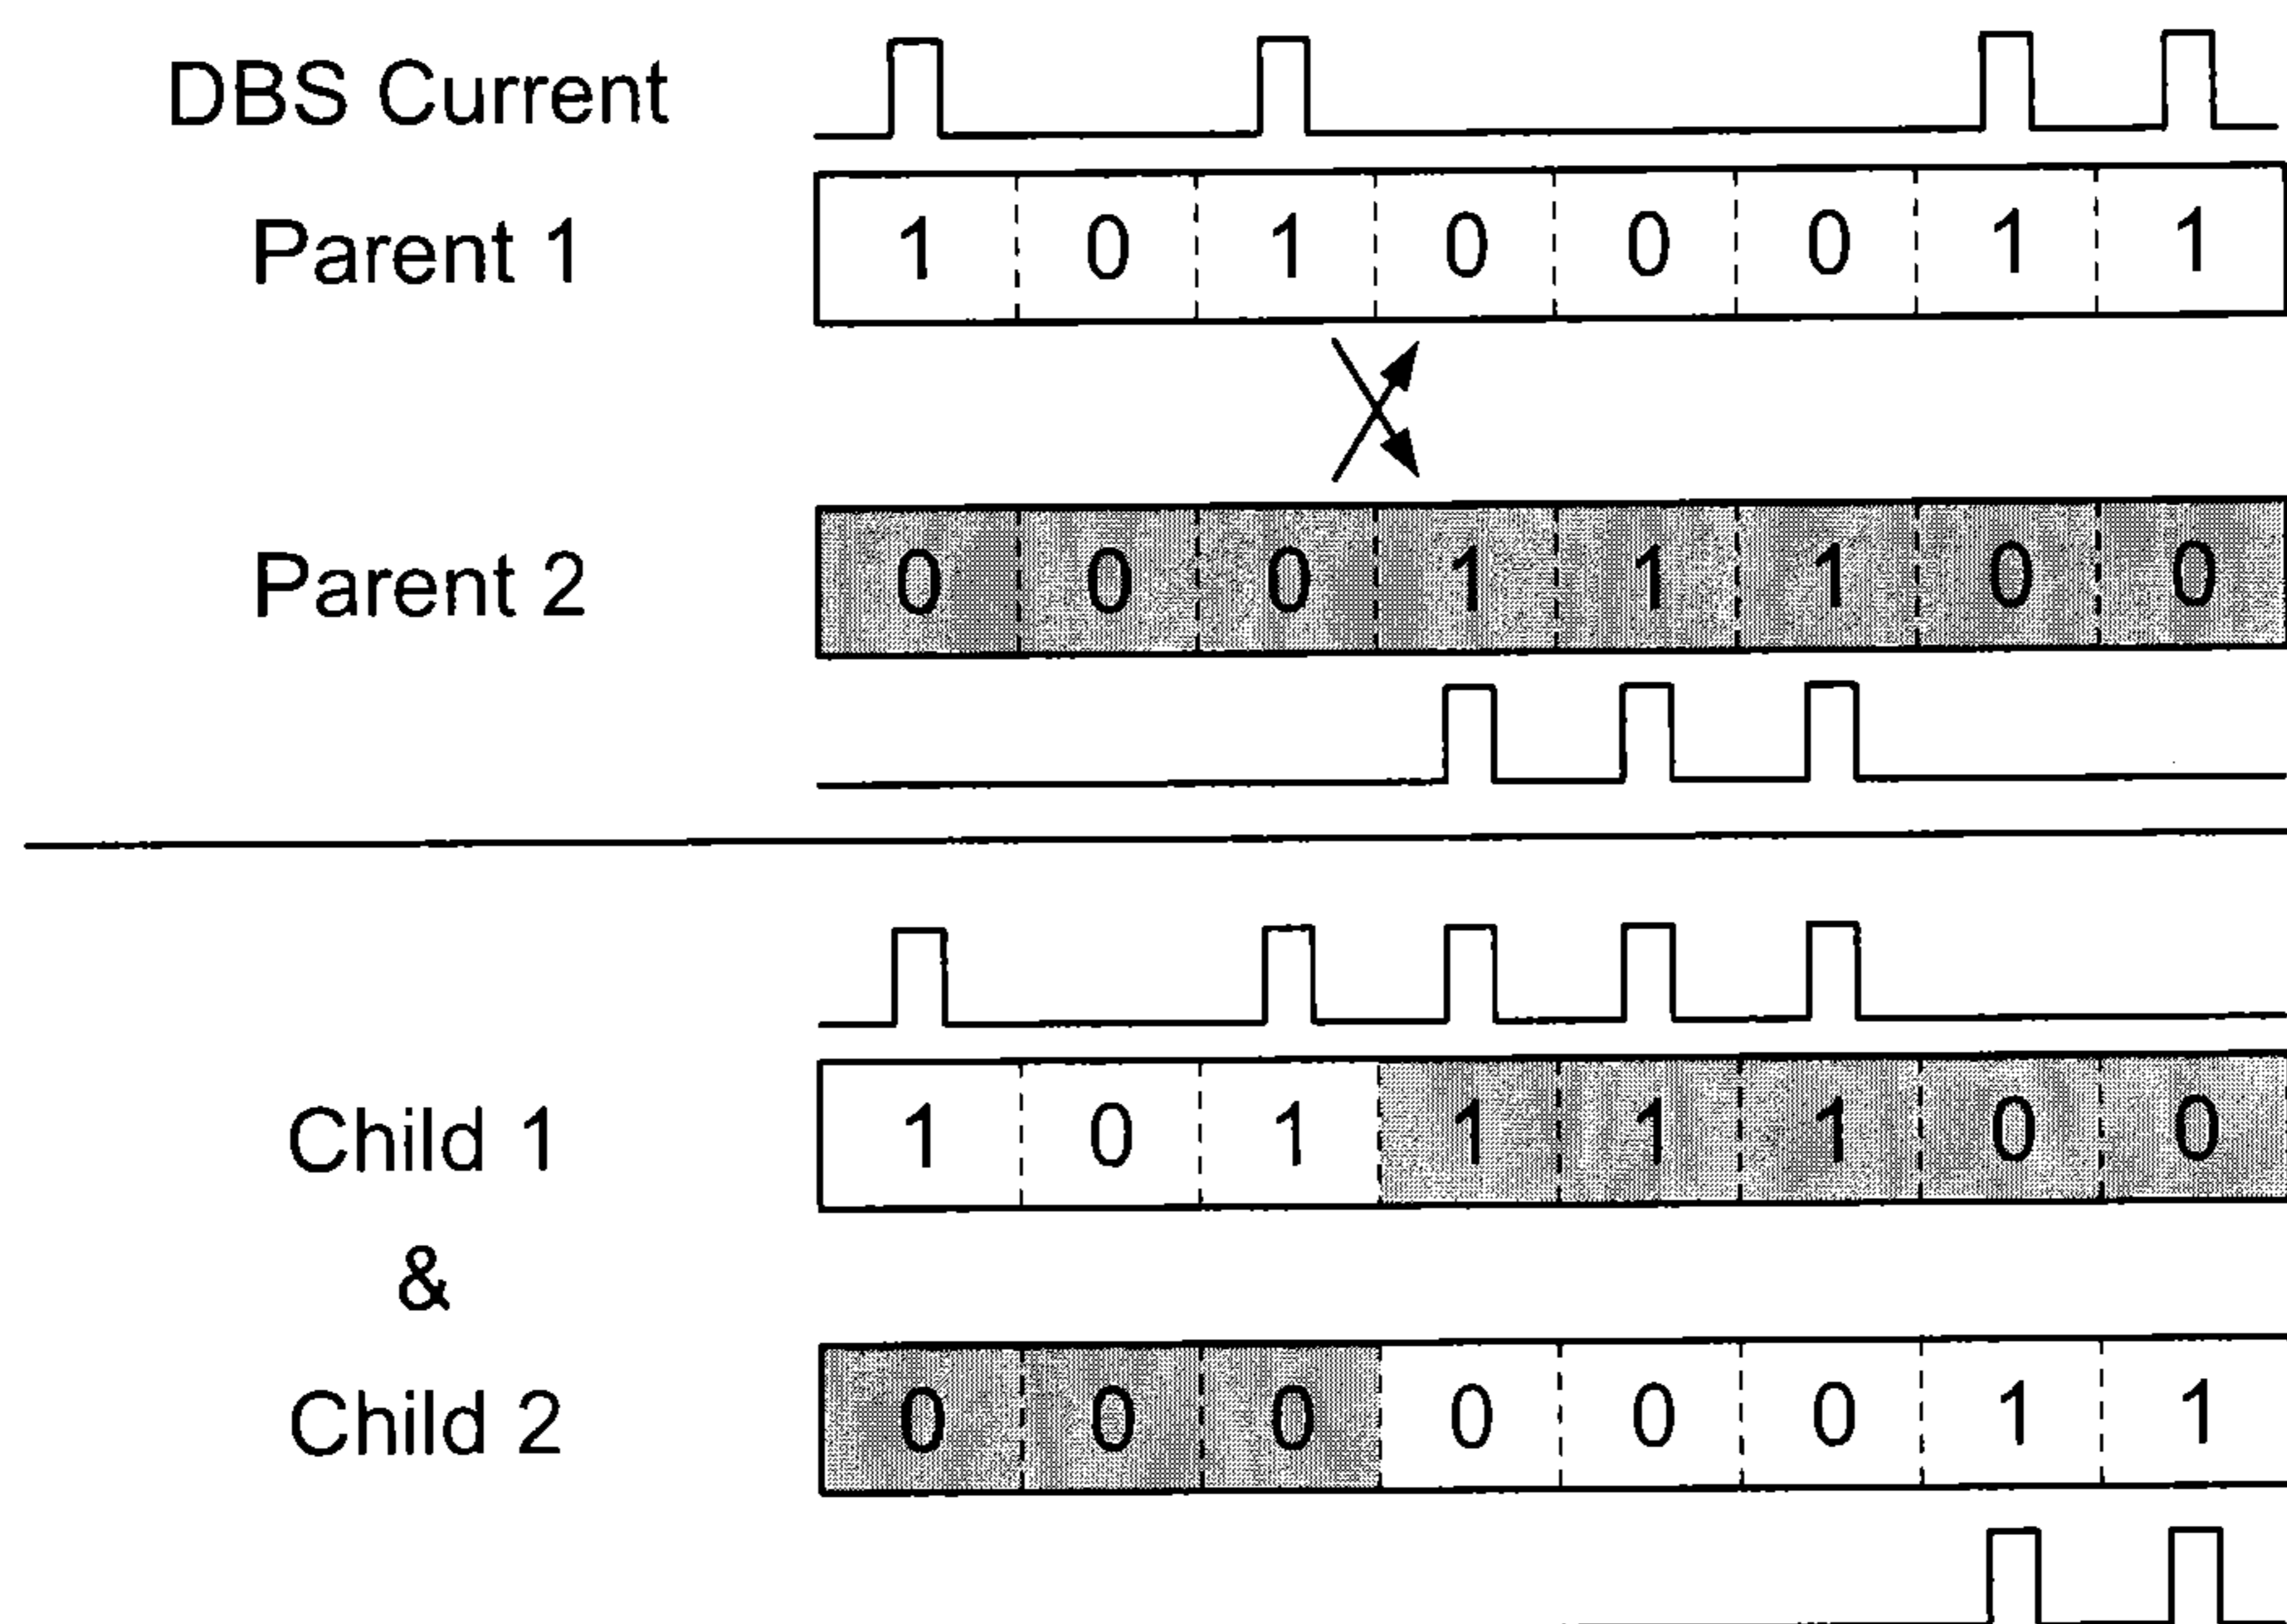 DBS Current
Parent 1 1 0 1 0 0 0 1 1
Parent 2 0 0 0 1 1 1 0 0
Child 1 1 0 1 1 1 1 0 0
&
Child 2 0 0 0 0 0 0 1 1